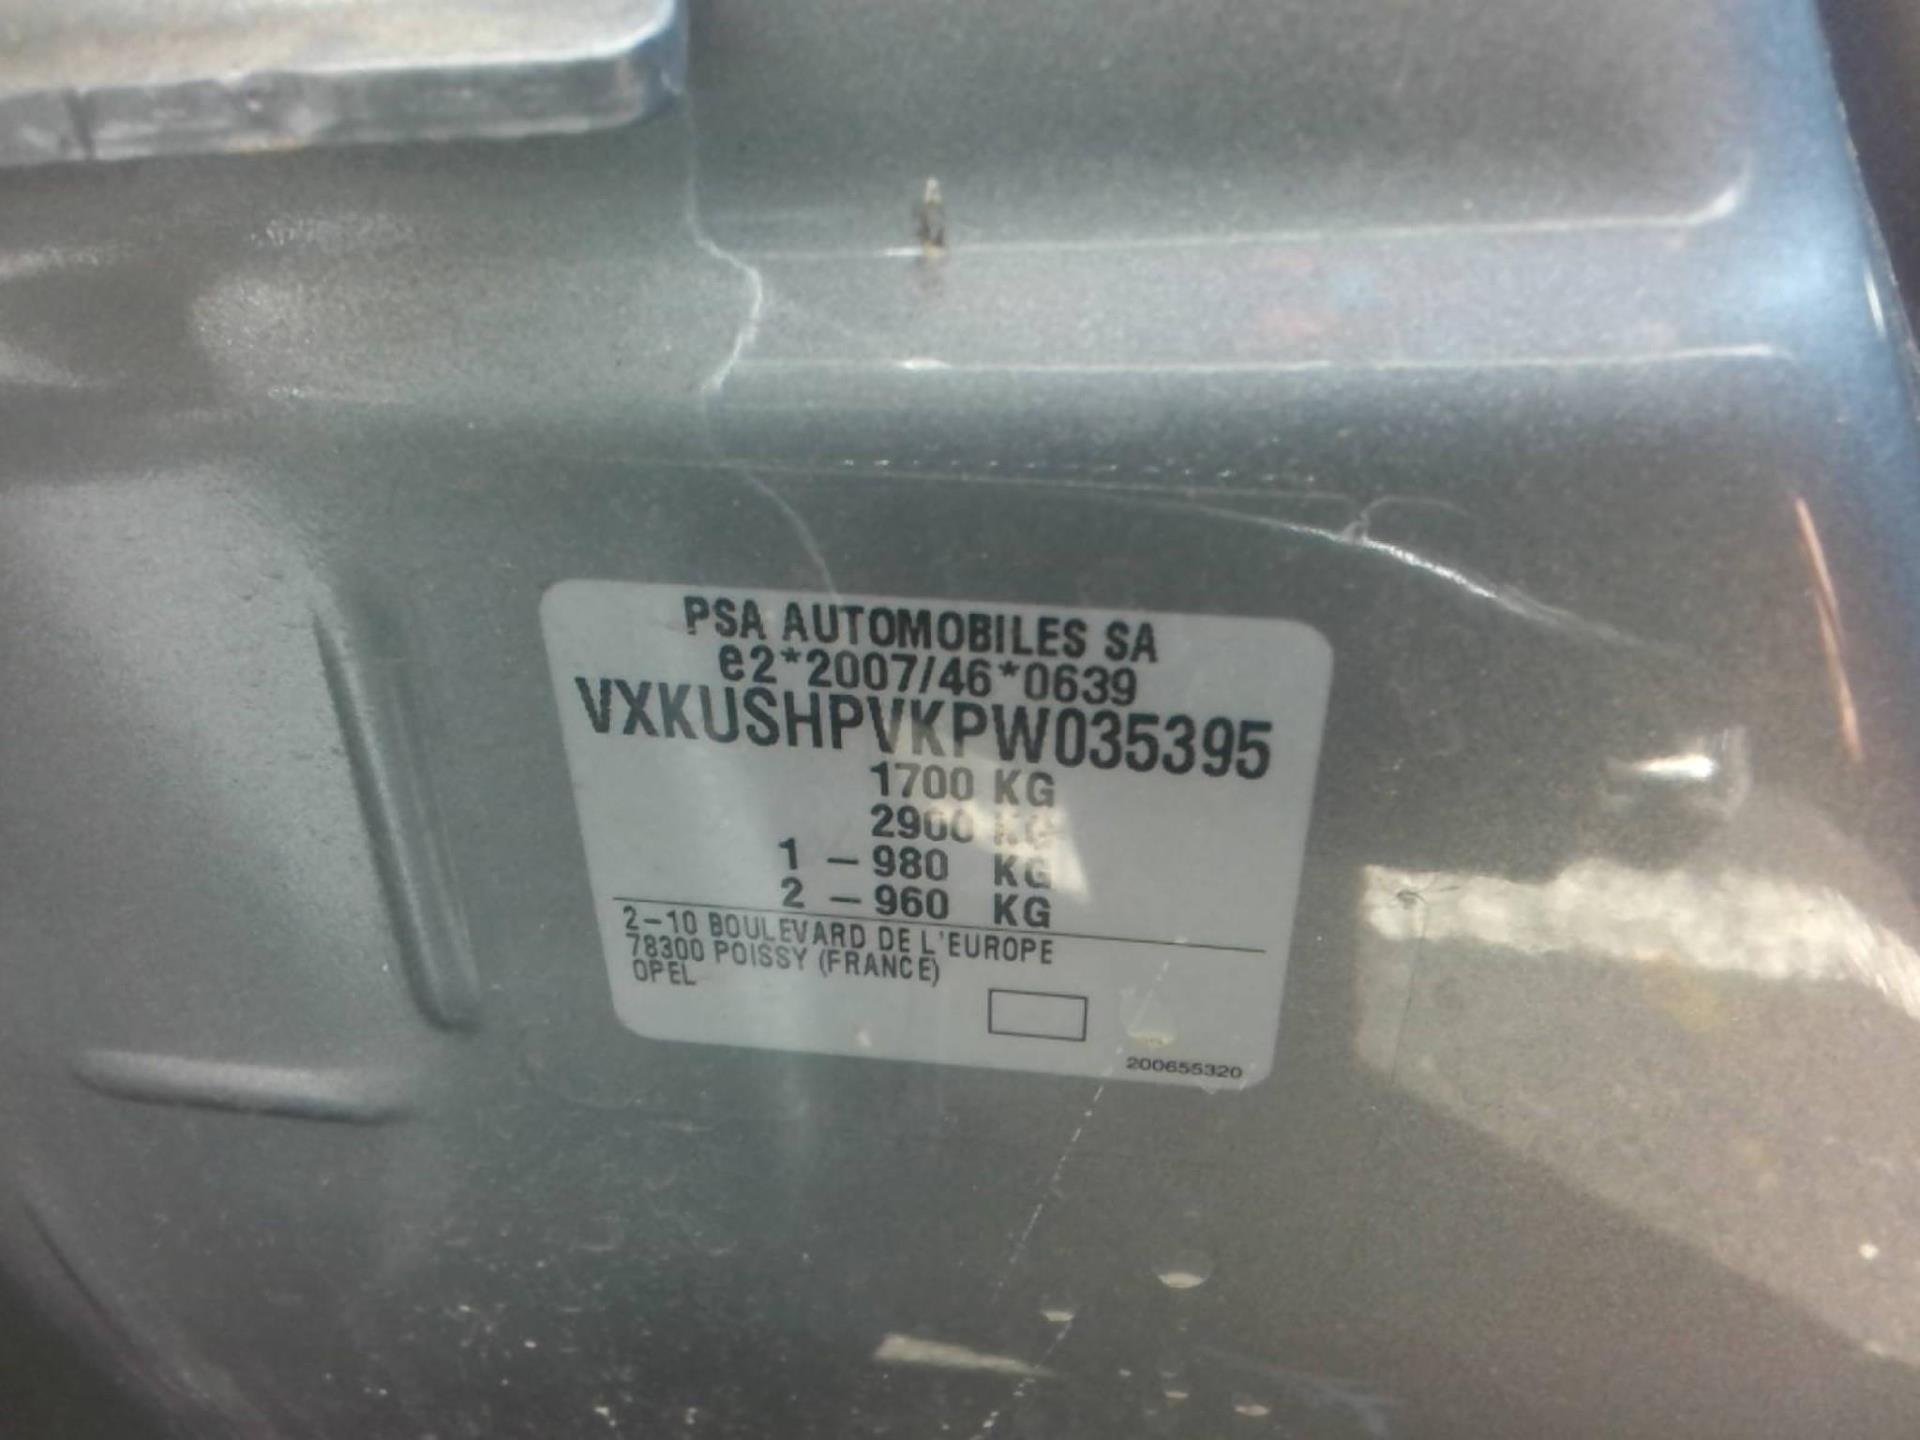 PSA AUTOMOBILES SA
e2*2007/46*0639
VXKUSHPVKPW035395
1700 KG
2900 KG
1 - 980 KG
2 - 960 KG
2-10 BOULEVARD DE L'EUROPE
78300 POISSY (FRANCE)
OPEL
200655320